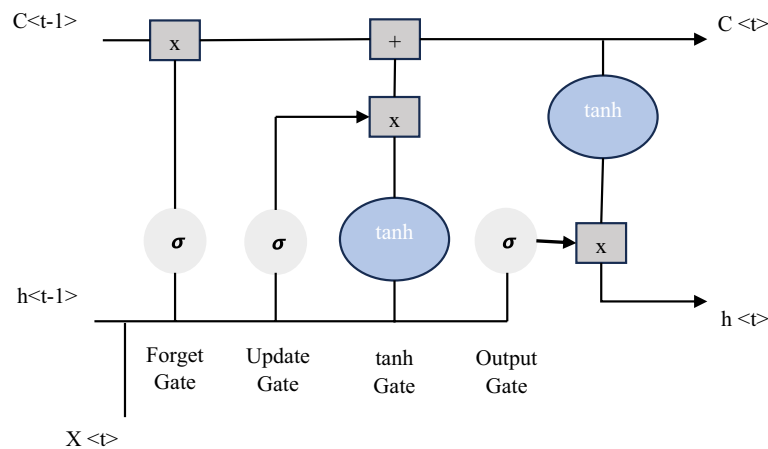 C<t-1>
C <t>
x
+
x
tanh
σ
σ
tanh
σ
x
h<t-1>
h <t>
Forget
Gate
Update
Gate
tanh
Gate
Output
Gate
X <t>